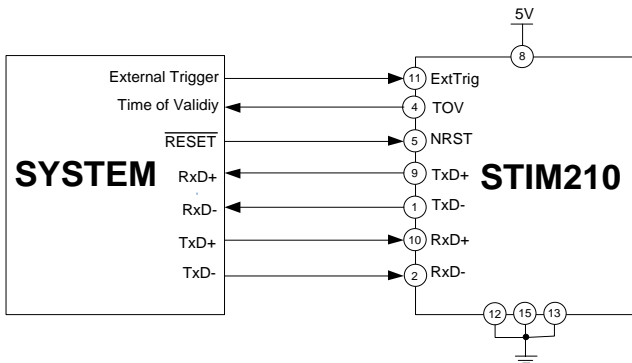 5V
8
External Trigger 11 ExtTrig
Time of Validiy 4 TOV
RESET 5 NRST
SYSTEM STIM210
RxD+ 9 TxD+
RxD- 1 TxD-
TxD+ 10 RxD+
TxD- 2 RxD-
12 15 13